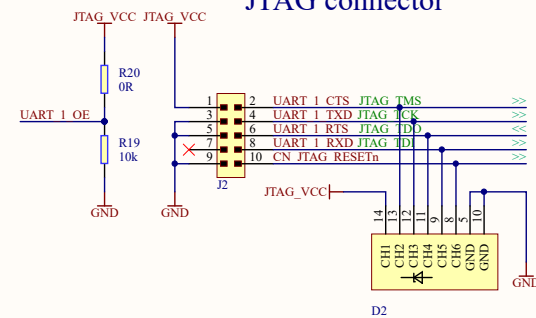 JTAG connector
JTAG_VCC JTAG_VCC
R20
0R
UART_1_OE
R19
10k
GND
GND
1 2 UART_1_CTS JTAG_TMS >>
3 4 UART_1_TXD JTAG_TCK >>
5 6 UART_1_RTS JTAG_TDO <<
7 8 UART_1_RXD JTAG_TDI >>
9 10 CN_JTAG_RESETn >>
J2
JTAG_VCC
14 13 12 11 9 8 5 10
CH1 CH2 CH3 CH4 CH5 CH6 GND GND
GND
D2